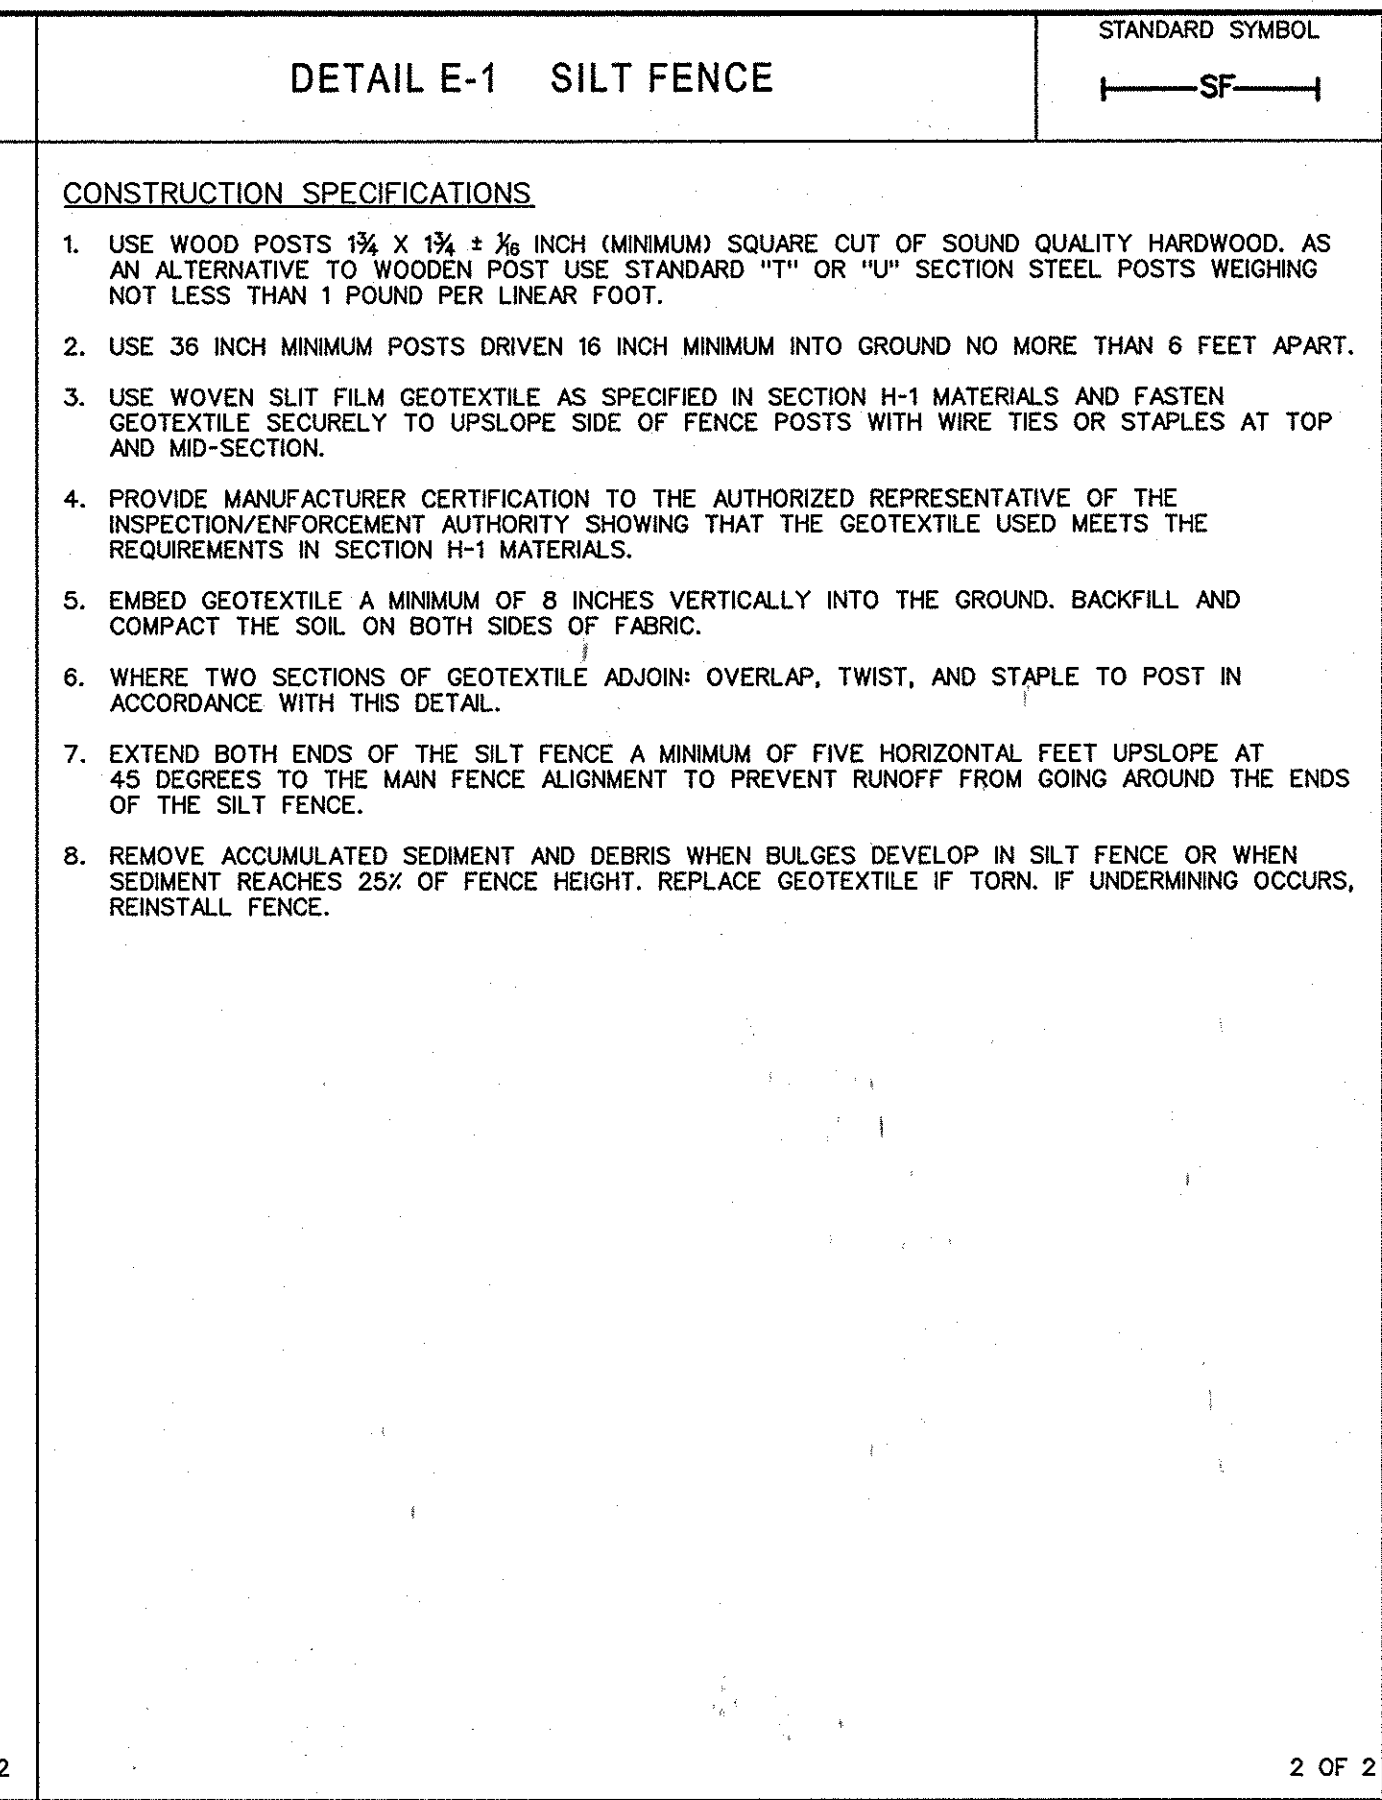 DETAIL E-1 SILT FENCE
STANDARD SYMBOL
SF
CONSTRUCTION SPECIFICATIONS
1. USE WOOD POSTS 1¾ X 1¾ ± 1⁄16 INCH (MINIMUM) SQUARE CUT OF SOUND QUALITY HARDWOOD. AS
AN ALTERNATIVE TO WOODEN POST USE STANDARD "T" OR "U" SECTION STEEL POSTS WEIGHING
NOT LESS THAN 1 POUND PER LINEAR FOOT.
2. USE 36 INCH MINIMUM POSTS DRIVEN 16 INCH MINIMUM INTO GROUND NO MORE THAN 6 FEET APART.
3. USE WOVEN SLIT FILM GEOTEXTILE AS SPECIFIED IN SECTION H-1 MATERIALS AND FASTEN
GEOTEXTILE SECURELY TO UPSLOPE SIDE OF FENCE POSTS WITH WIRE TIES OR STAPLES AT TOP
AND MID-SECTION.
4. PROVIDE MANUFACTURER CERTIFICATION TO THE AUTHORIZED REPRESENTATIVE OF THE
INSPECTION/ENFORCEMENT AUTHORITY SHOWING THAT THE GEOTEXTILE USED MEETS THE
REQUIREMENTS IN SECTION H-1 MATERIALS.
5. EMBED GEOTEXTILE A MINIMUM OF 8 INCHES VERTICALLY INTO THE GROUND. BACKFILL AND
COMPACT THE SOIL ON BOTH SIDES OF FABRIC.
6. WHERE TWO SECTIONS OF GEOTEXTILE ADJOIN: OVERLAP, TWIST, AND STAPLE TO POST IN
ACCORDANCE WITH THIS DETAIL.
7. EXTEND BOTH ENDS OF THE SILT FENCE A MINIMUM OF FIVE HORIZONTAL FEET UPSLOPE AT
45 DEGREES TO THE MAIN FENCE ALIGNMENT TO PREVENT RUNOFF FROM GOING AROUND THE ENDS
OF THE SILT FENCE.
8. REMOVE ACCUMULATED SEDIMENT AND DEBRIS WHEN BULGES DEVELOP IN SILT FENCE OR WHEN
SEDIMENT REACHES 25% OF FENCE HEIGHT. REPLACE GEOTEXTILE IF TORN. IF UNDERMINING OCCURS,
REINSTALL FENCE.
2
2 OF 2